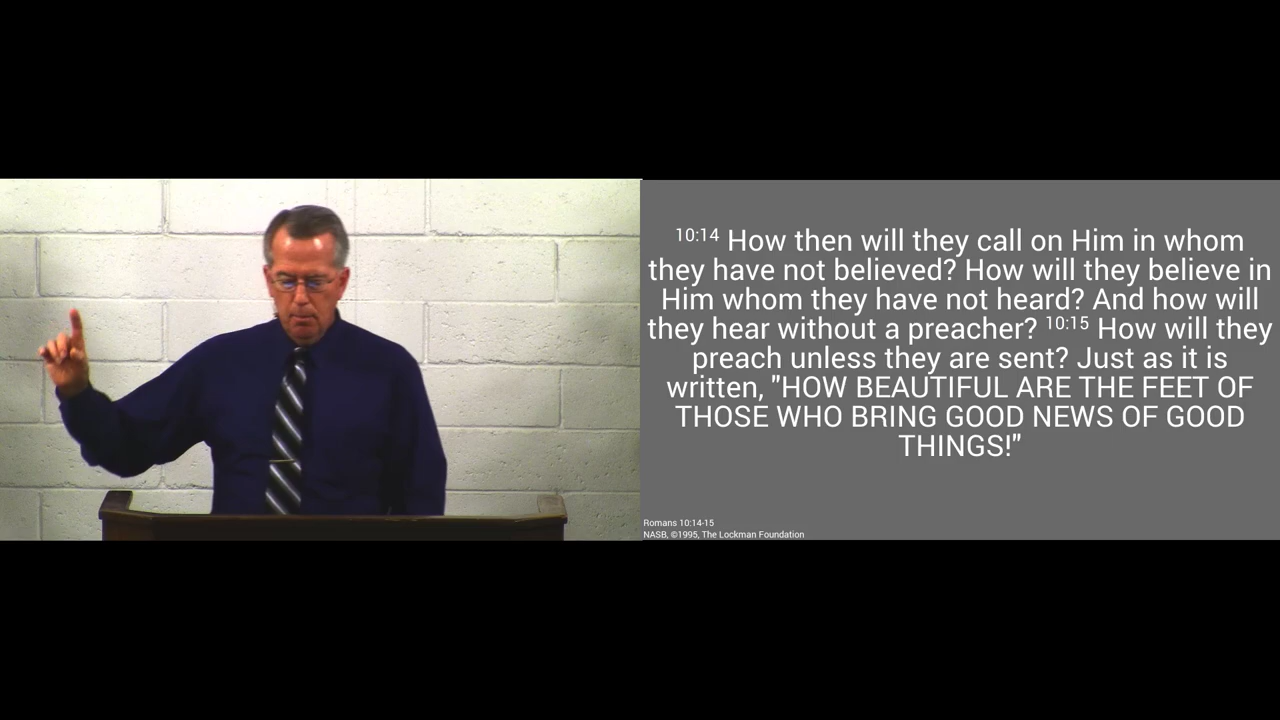 10:14 How then will they call on Him in whom
they have not believed? How will they believe in
Him whom they have not heard? And how will
they hear without a preacher? 10:15 How will they
preach unless they are sent? Just as it is
written, "HOW BEAUTIFUL ARE THE FEET OF
THOSE WHO BRING GOOD NEWS OF GOOD
THINGS!"
Romans 10:14-15
NASB, ©1995, The Lockman Foundation